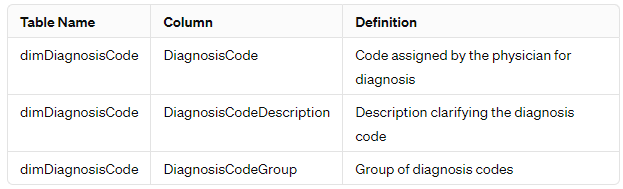 Table Name Column Definition
dimDiagnosisCode DiagnosisCode Code assigned by the physician for
diagnosis
dimDiagnosisCode DiagnosisCodeDescription Description clarifying the diagnosis
code
dimDiagnosisCode DiagnosisCodeGroup Group of diagnosis codes